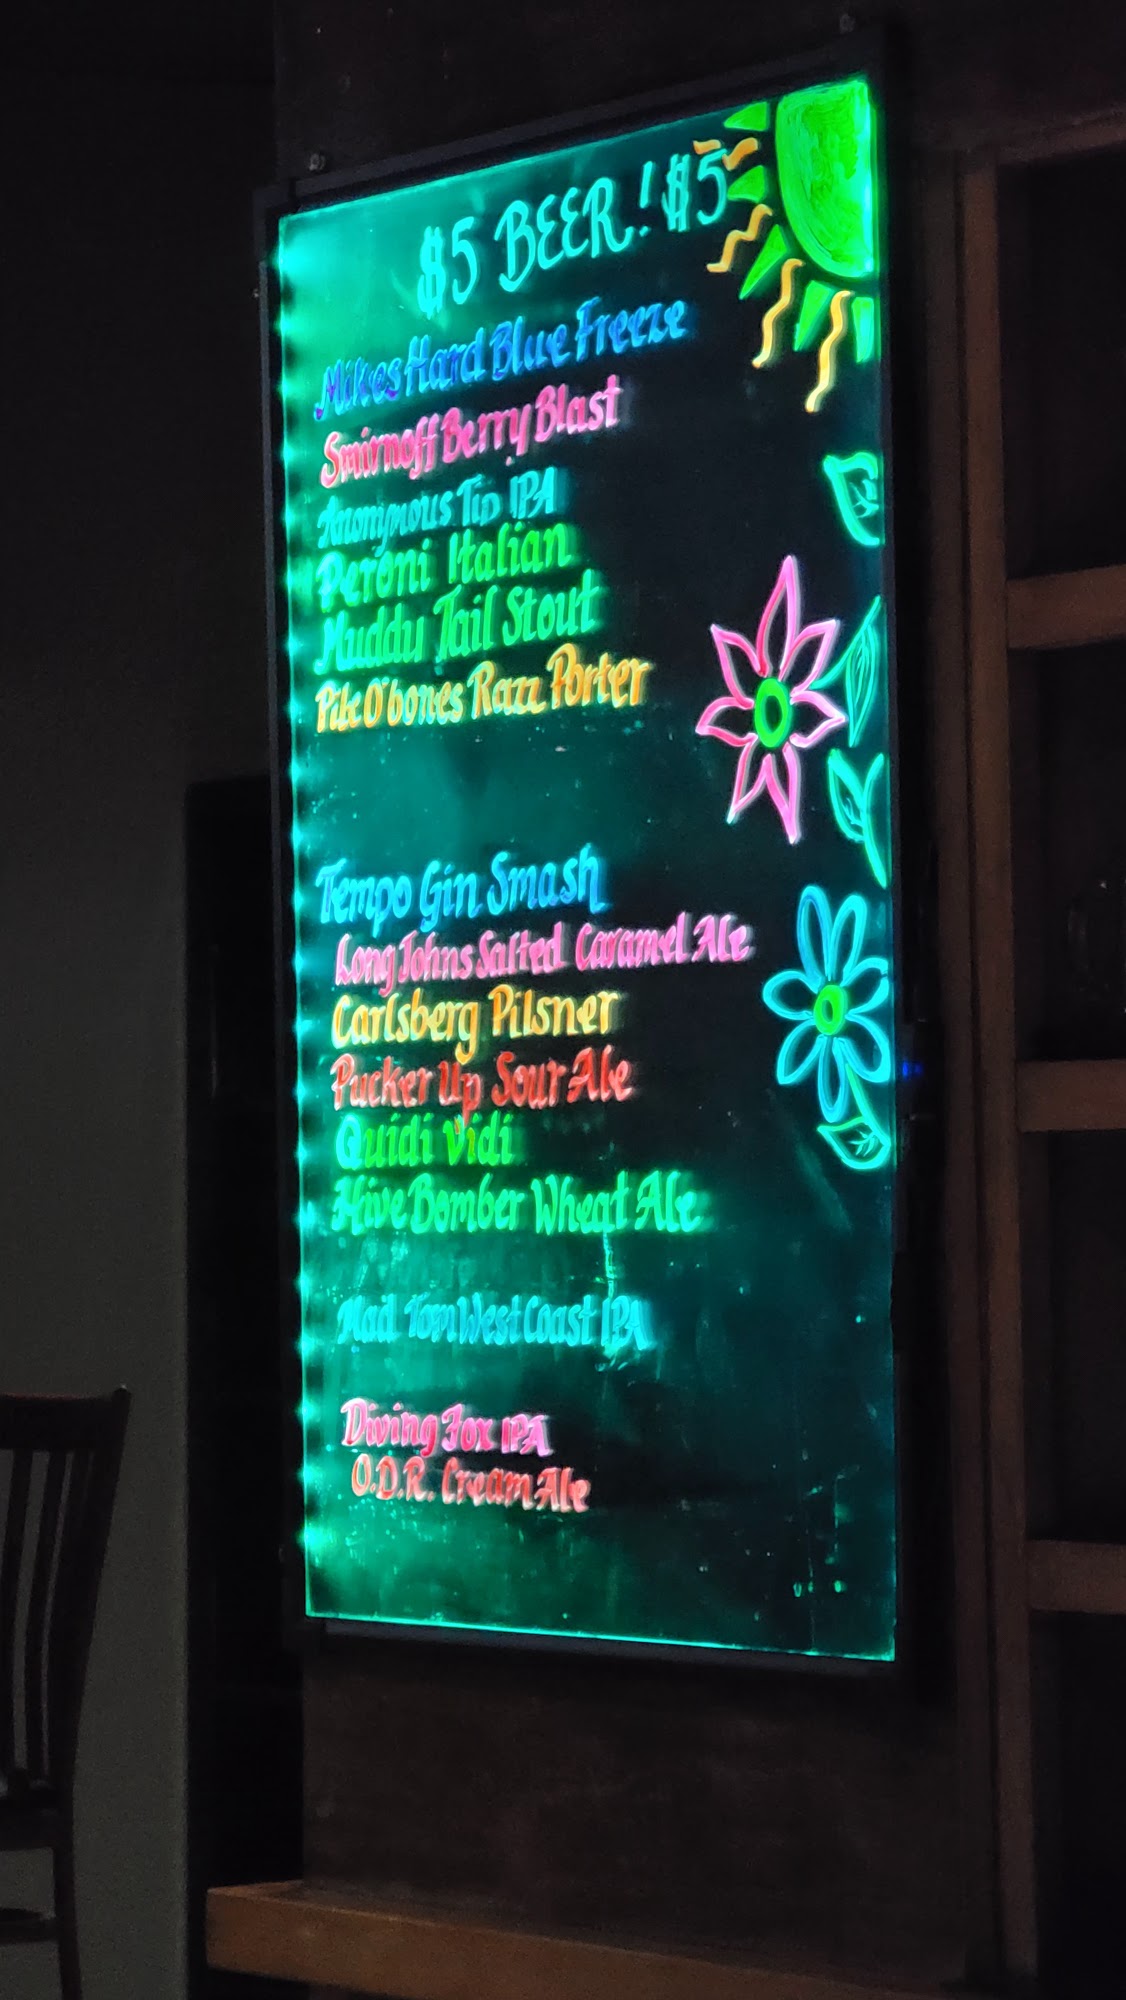 $5 BEER! $5
Mikes Hard Blue Freeze
Smirnoff Berry Blast
Anonymous Tip IPA
Peroni Italian
Muddy Tail Stout
O'bones Razz Porter
Tempo Gin Smash
Long Johns Salted Caramel Ale
Carlsberg Pilsner
Pucker Up Sour Ale
Quidi Vidi
Hive Bomber Wheat Ale
Mad Tom West Coast IPA
Diving Fox IPA
O.D.R. Cream Ale